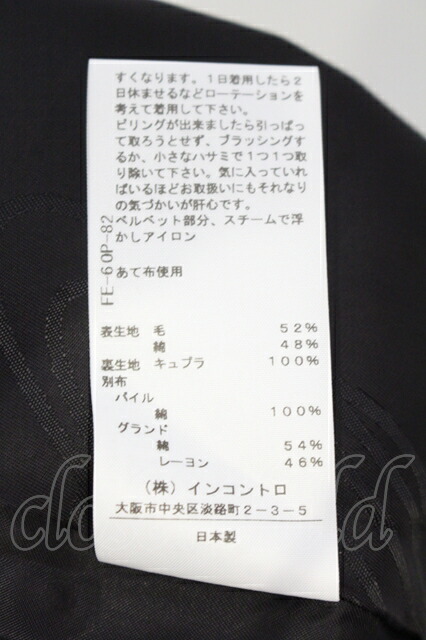 すくなります。1日着用したら2
日休ませるなどローテーションを
考えて着用して下さい。
ピリングが出来ましたら引っぱっ
て取ろうとせず、ブラッシングす
るか、小さなハサミで1つ1つ取
り除いて下さい。気に入っていれ
ばいるほどお取扱いにもそれなり
の気づかいが肝心です。
ベルベット部分、スチームで浮
かしアイロン
あて布使用
FE-60P-82
表生地 毛 52%
綿 48%
裏生地 キュプラ 100%
別布
パイル
綿 100%
グランド
綿 54%
レーヨン 46%
(株) インコントロ
大阪市中央区淡路町2-3-5
日本製